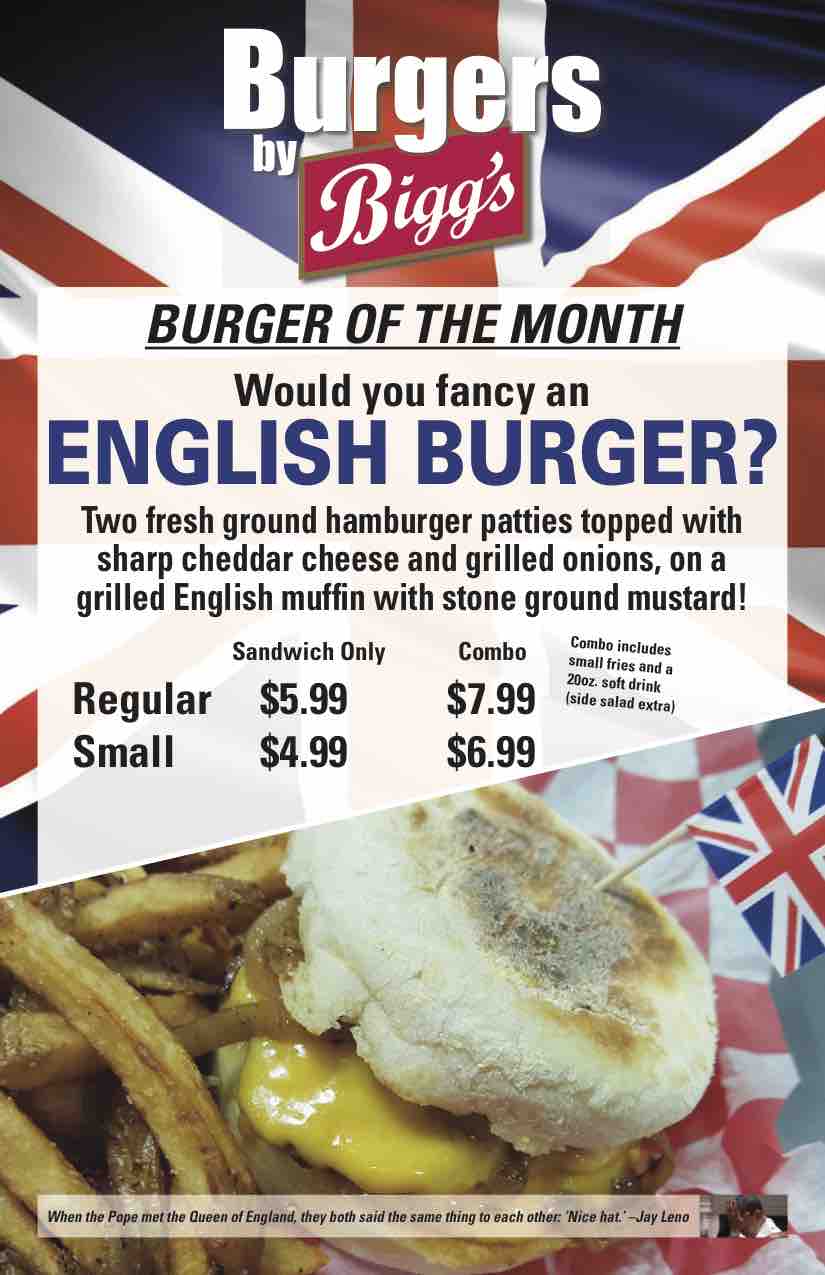 Burgers
by
Bigg's
BURGER OF THE MONTH
Would you fancy an
ENGLISH BURGER?
Two fresh ground hamburger patties topped with
sharp cheddar cheese and grilled onions, on a
grilled English muffin with stone ground mustard!
Sandwich Only Combo
Regular $5.99 $7.99
Small $4.99 $6.99
Combo includes
small fries and a
20oz. soft drink
(side salad extra)
When the Pope met the Queen of England, they both said the same thing to each other: 'Nice hat.' –Jay Leno